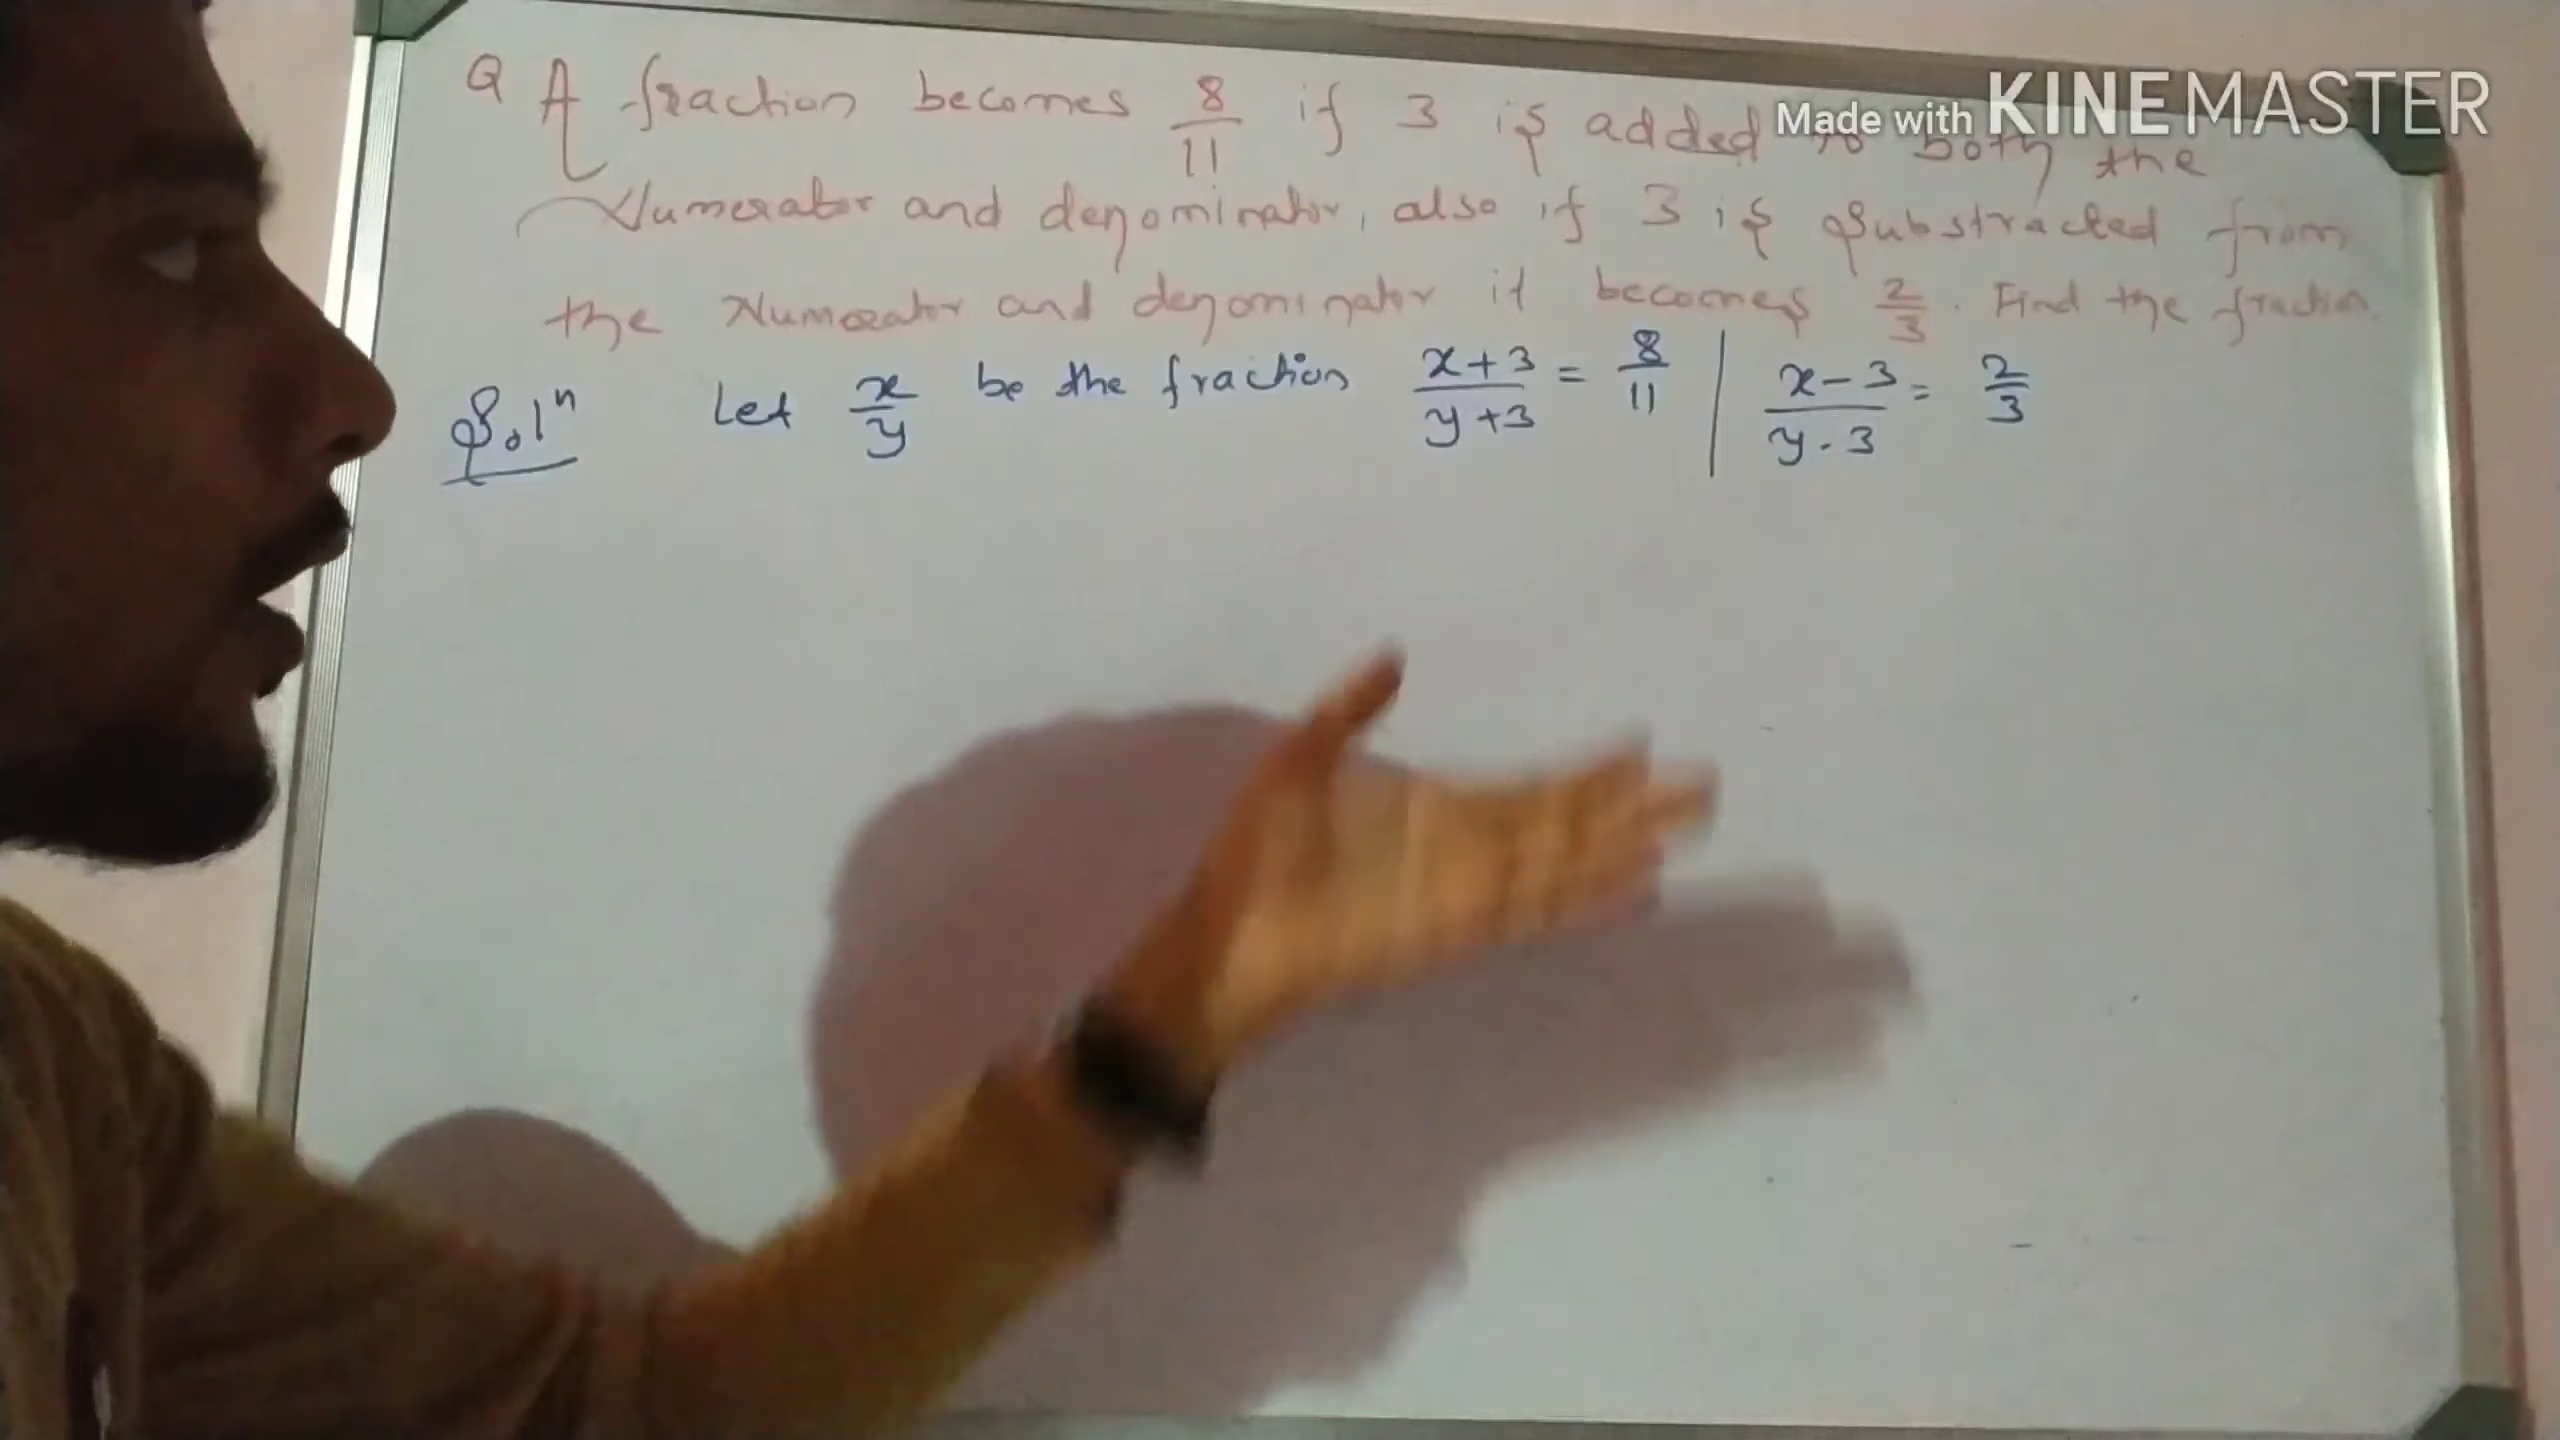 Q A fraction becomes 8/11 if 3 is added to both the
Numerator and denominator, also if 3 is Substracted from
the Numerator and denominator it becomes 2/3. Find the fraction.
Solⁿ Let x/y be the fraction (x+3)/(y+3) = 8/11 | (x-3)/(y-3) = 2/3
Made with KINEMASTER